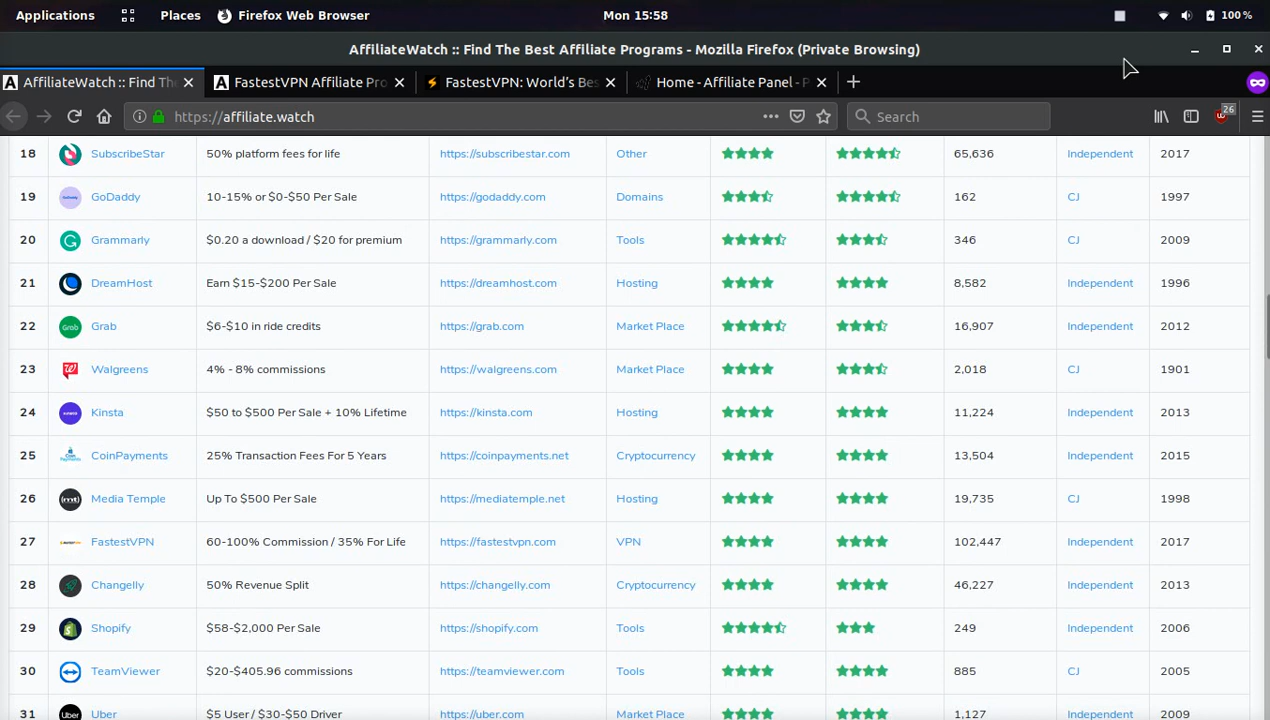 Applications Places Firefox Web Browser Mon 15:58 100 %
AffiliateWatch :: Find The Best Affiliate Programs - Mozilla Firefox (Private Browsing)
AffiliateWatch :: Find The FastestVPN Affiliate Pro FastestVPN: World's Bes Home - Affiliate Panel - P
https://affiliate.watch Search 26
18 SubscribeStar 50% platform fees for life https://subscribestar.com Other 65,636 Independent 2017
19 GoDaddy 10-15% or $0-$50 Per Sale https://godaddy.com Domains 162 CJ 1997
20 Grammarly $0.20 a download / $20 for premium https://grammarly.com Tools 346 CJ 2009
21 DreamHost Earn $15-$200 Per Sale https://dreamhost.com Hosting 8,582 Independent 1996
22 Grab Grab $6-$10 in ride credits https://grab.com Market Place 16,907 Independent 2012
23 Walgreens 4% - 8% commissions https://walgreens.com Market Place 2,018 CJ 1901
24 Kinsta $50 to $500 Per Sale + 10% Lifetime https://kinsta.com Hosting 11,224 Independent 2013
25 CoinPayments 25% Transaction Fees For 5 Years https://coinpayments.net Cryptocurrency 13,504 Independent 2015
26 (mt) Media Temple Up To $500 Per Sale https://mediatemple.net Hosting 19,735 CJ 1998
27 FastestVPN 60-100% Commission / 35% For Life https://fastestvpn.com VPN 102,447 Independent 2017
28 Changelly 50% Revenue Split https://changelly.com Cryptocurrency 46,227 Independent 2013
29 Shopify $58-$2,000 Per Sale https://shopify.com Tools 249 Independent 2006
30 TeamViewer $20-$405.96 commissions https://teamviewer.com Tools 885 CJ 2005
31 Uber Uber $5 User / $30-$50 Driver https://uber.com Market Place 1,127 Independent 2009